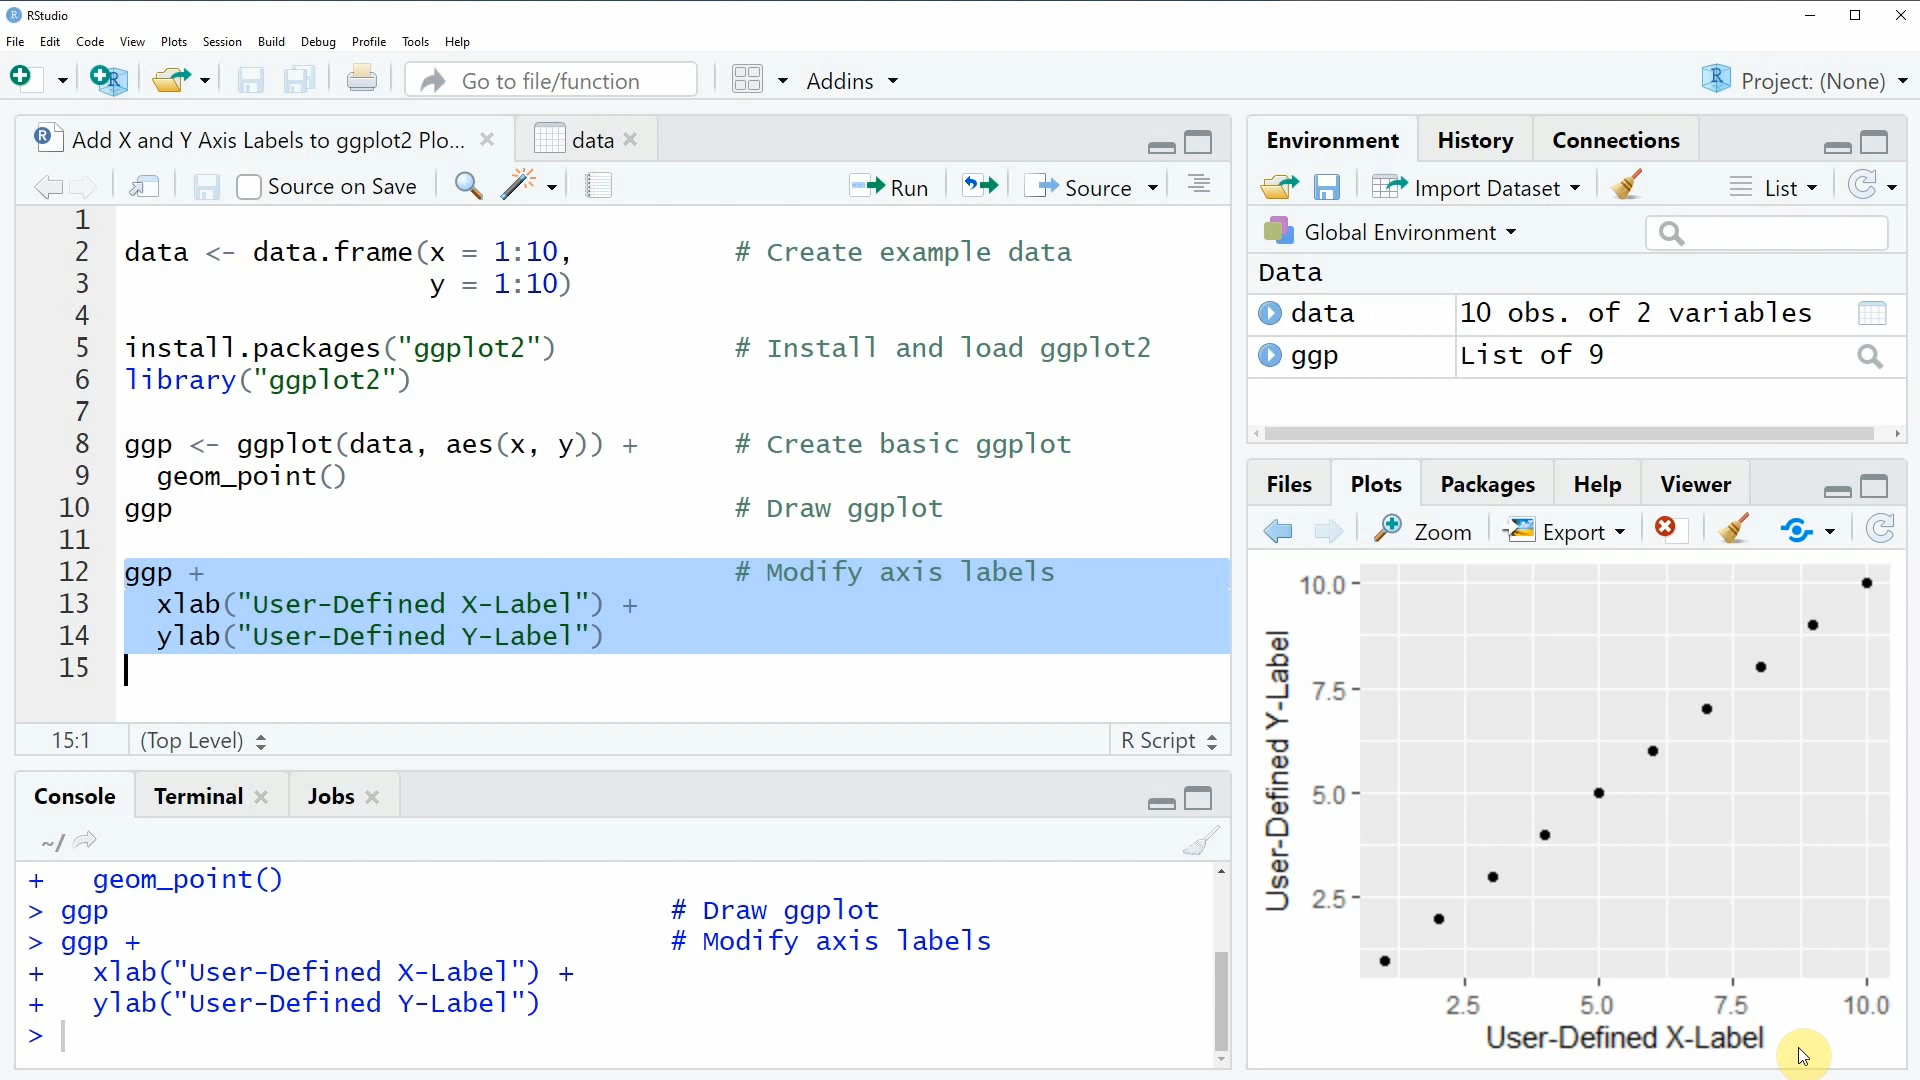 RStudio
File Edit Code View Plots Session Build Debug Profile Tools Help
Go to file/function Addins Project: (None)
Add X and Y Axis Labels to ggplot2 Plo... data
Source on Save Run Source
1
2 data <- data.frame(x = 1:10, # Create example data
3 y = 1:10)
4
5 install.packages("ggplot2") # Install and load ggplot2
6 library("ggplot2")
7
8 ggp <- ggplot(data, aes(x, y)) + # Create basic ggplot
9 geom_point()
10 ggp # Draw ggplot
11
12 ggp + # Modify axis labels
13 xlab("User-Defined X-Label") +
14 ylab("User-Defined Y-Label")
15
15:1 (Top Level) R Script
Console Terminal Jobs
~/
+ geom_point()
> ggp # Draw ggplot
> ggp + # Modify axis labels
+ xlab("User-Defined X-Label") +
+ ylab("User-Defined Y-Label")
>
Environment History Connections
Import Dataset List
Global Environment
Data
data 10 obs. of 2 variables
ggp List of 9
Files Plots Packages Help Viewer
Zoom Export
User-Defined Y-Label
10.0
7.5
5.0
2.5
2.5 5.0 7.5 10.0
User-Defined X-Label